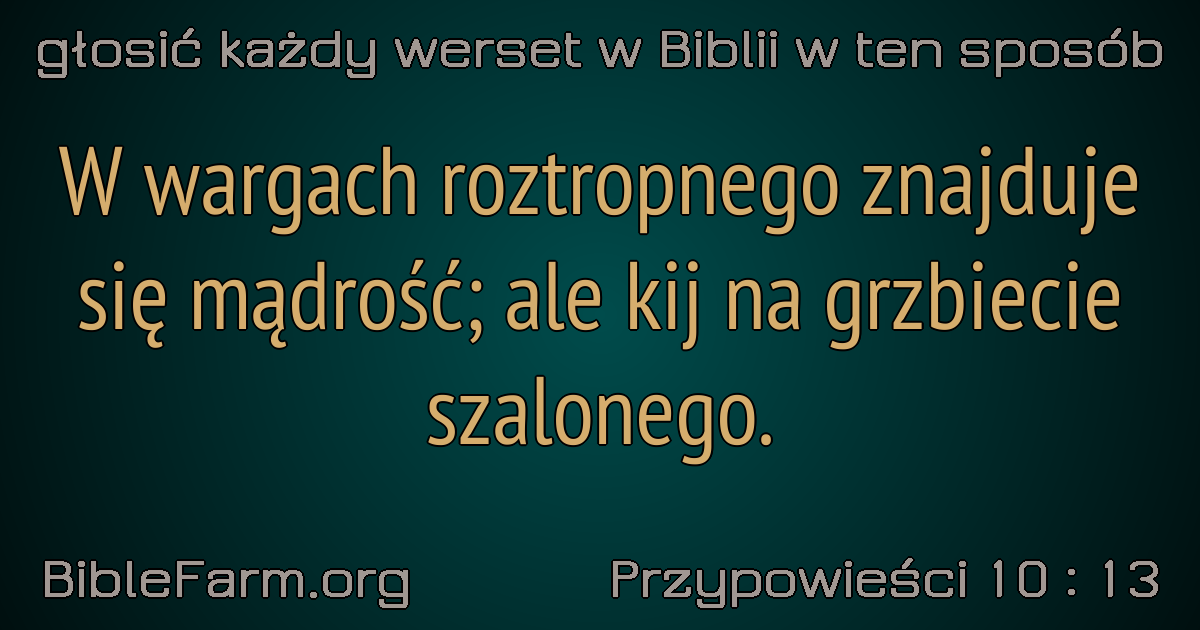 głosić każdy werset w Biblii w ten sposób
W wargach roztropnego znajduje
się mądrość; ale kij na grzbiecie
szalonego.
BibleFarm.org
Przypowieści 10 : 13